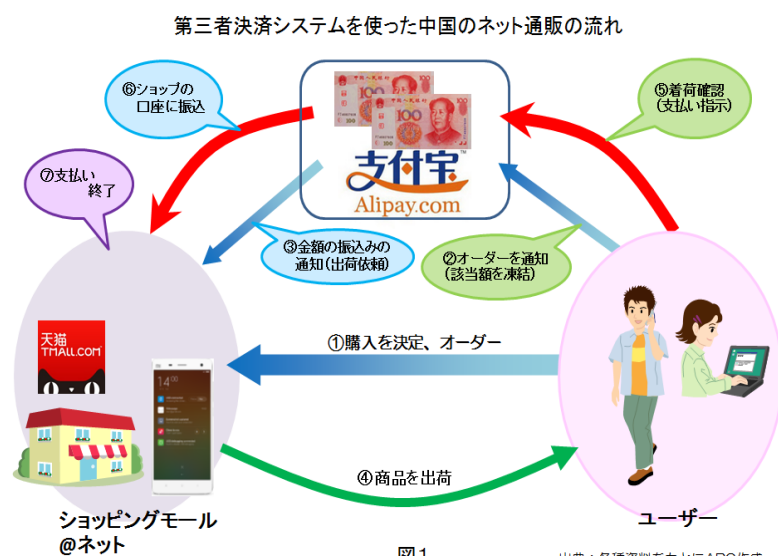 第三者決済システムを使った中国のネット通販の流れ
⑥ショップの
口座に振込
⑤着荷確認
(支払い指示)
100
100
100
支付宝
TM
Alipay.com
⑦支払い
終了
③金額の振込みの
通知(出荷依頼)
②オーダーを通知
(該当額を凍結)
①購入を決定、オーダー
天猫
TMALL.COM
14:00
④商品を出荷
ショッピングモール
@ネット
ユーザー
図1